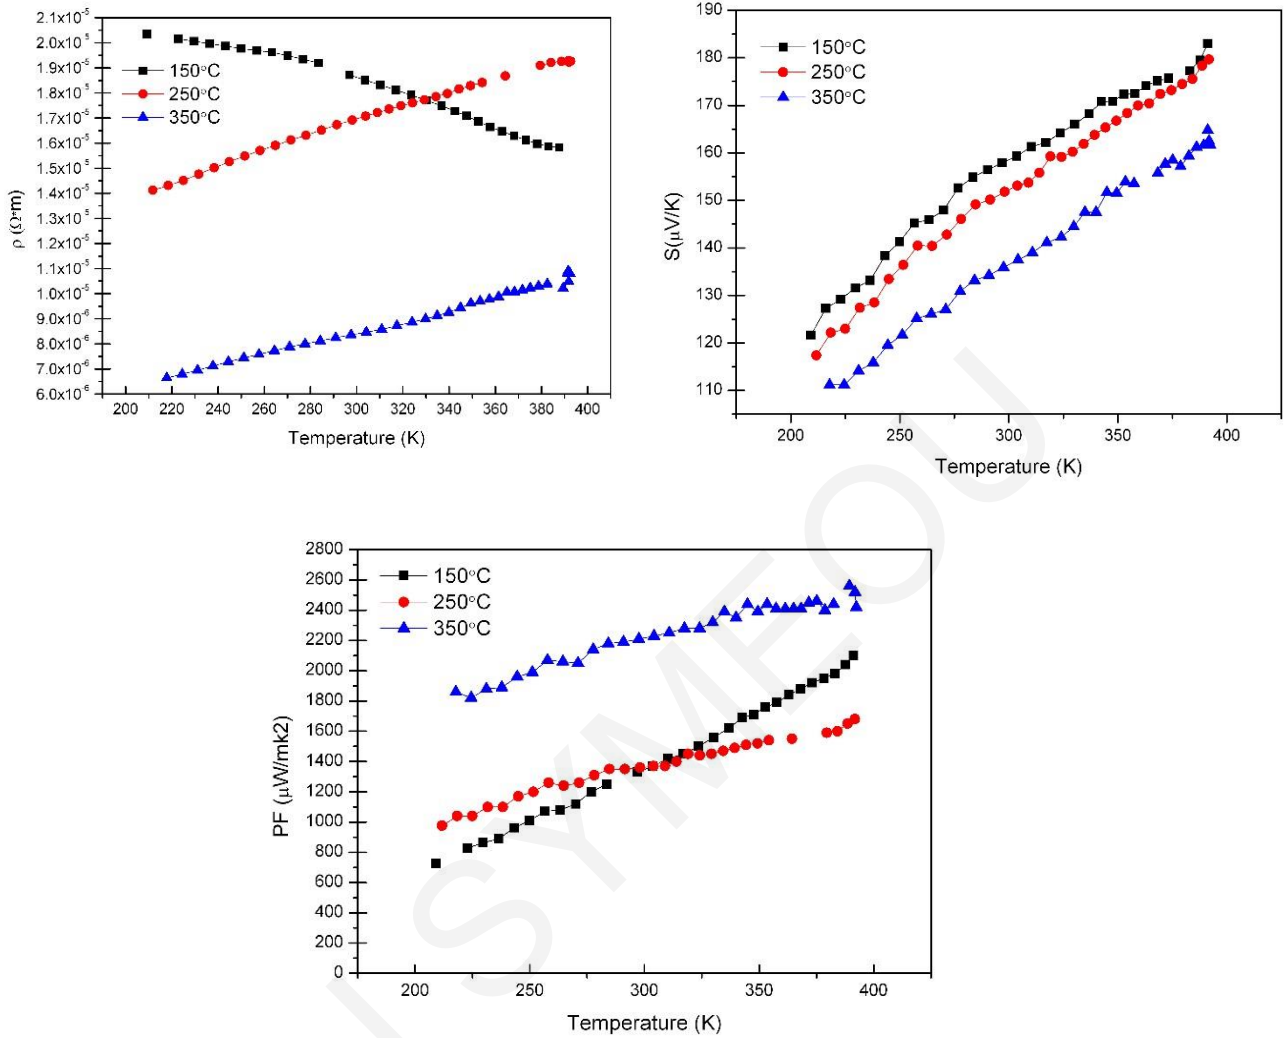 2.1x10⁻⁵
2.0x10⁻⁵
1.9x10⁻⁵
1.8x10⁻⁵
1.7x10⁻⁵
1.6x10⁻⁵
1.5x10⁻⁵
1.4x10⁻⁵
1.3x10⁻⁵
1.2x10⁻⁵
1.1x10⁻⁵
1.0x10⁻⁵
9.0x10⁻⁶
8.0x10⁻⁶
7.0x10⁻⁶
6.0x10⁻⁶
ρ (Ω*m)
150°C
250°C
350°C
200 220 240 260 280 300 320 340 360 380 400
Temperature (K)
190
180
170
160
150
140
130
120
110
S(μV/K)
150°C
250°C
350°C
200 250 300 350 400
Temperature (K)
2800
2600
2400
2200
2000
1800
1600
1400
1200
1000
800
600
400
200
0
PF (μW/mk2)
150°C
250°C
350°C
200 250 300 350 400
Temperature (K)
SYMEOU